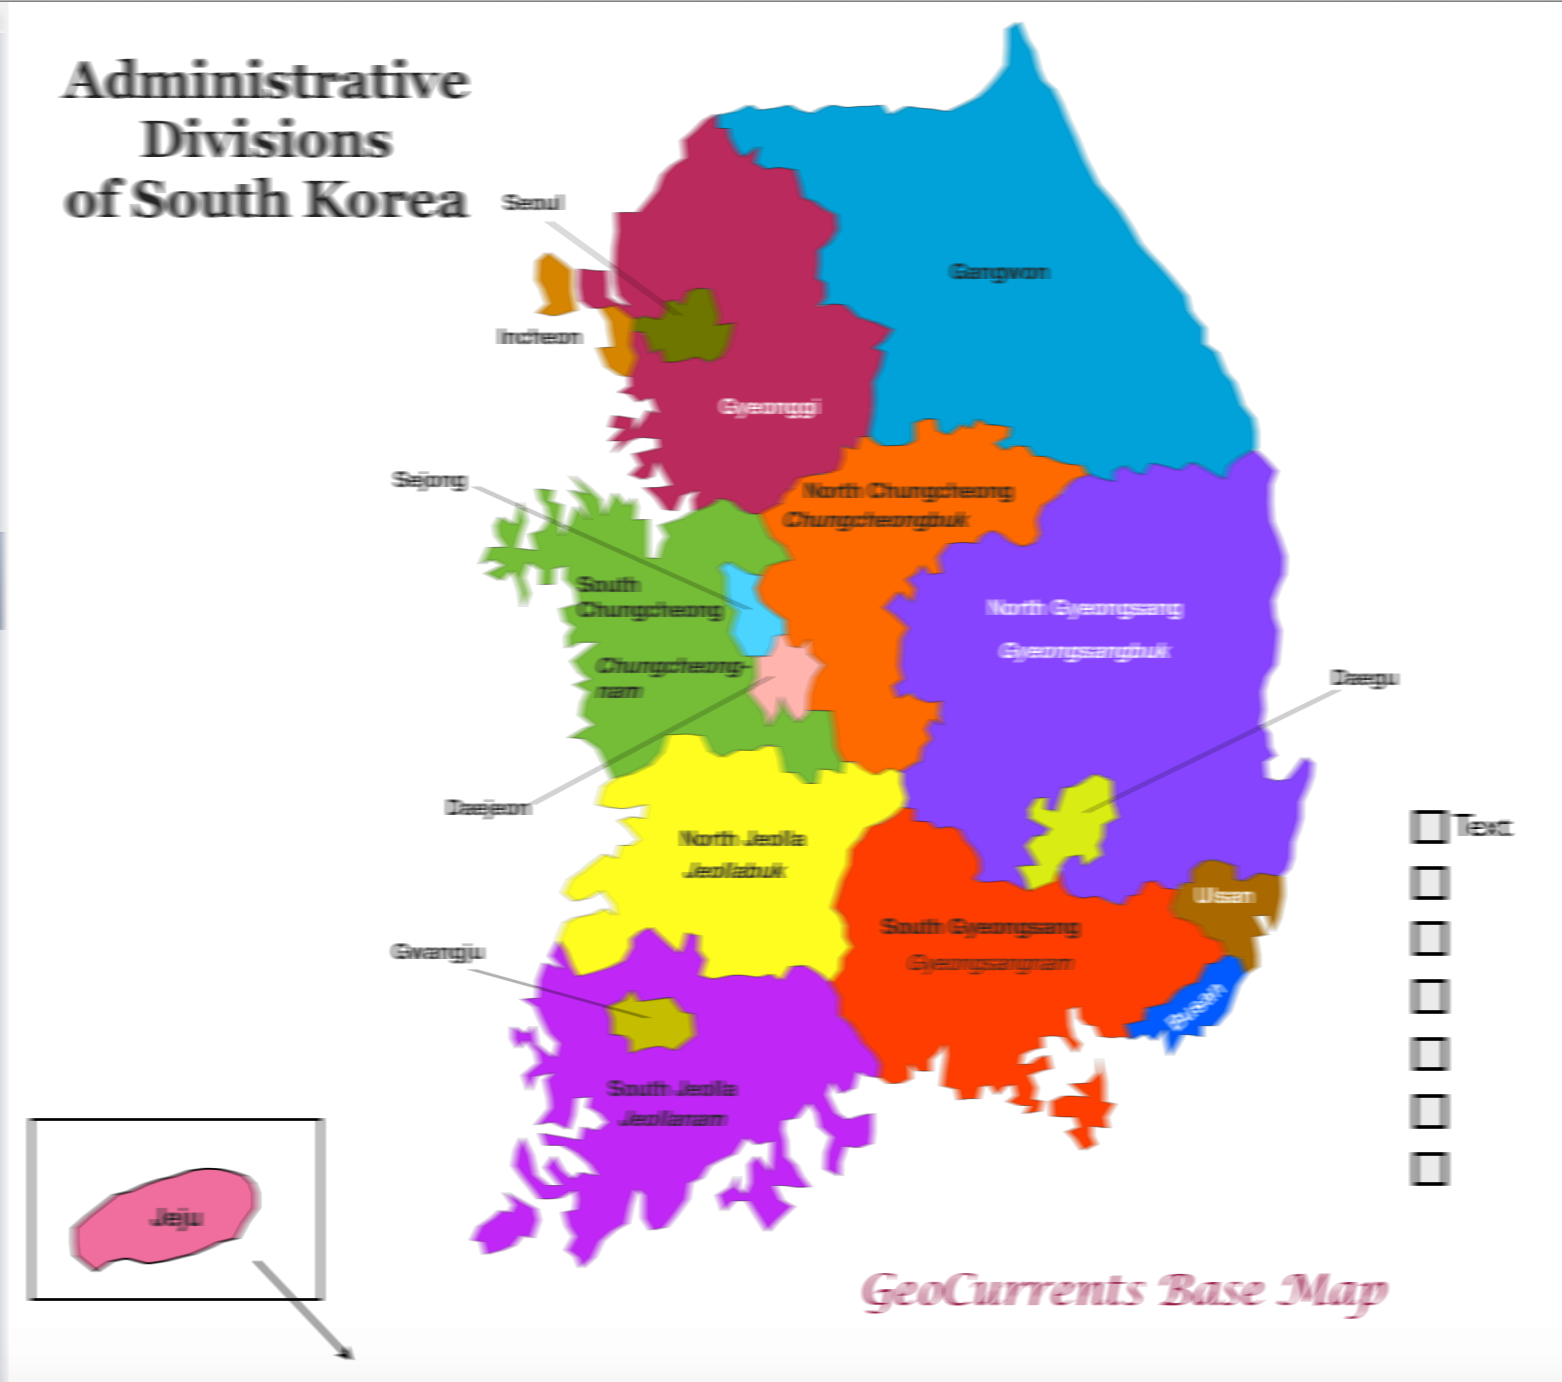 Administrative
Divisions
of South Korea
Seoul
Gangwon
Incheon
Gyeonggi
Sejong
North Chungcheong
Chungcheongbuk
South
Chungcheong
North Gyeongsang
Gyeongsangbuk
Chungcheong-
nam
Daegu
Daejeon
Text
North Jeolla
Jeollabuk
Ulsan
South Gyeongsang
Gyeongsangnam
Gwangju
Busan
South Jeolla
Jeollanam
Jeju
GeoCurrents Base Map